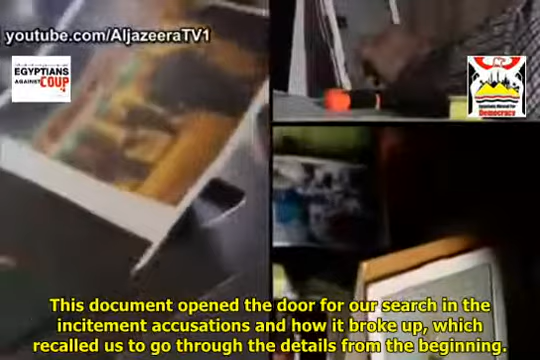 youtube.com/AljazeeraTV1
EGYPTIANS
AGAINST COUP
Democracy
This document opened the door for our search in the
incitement accusations and how it broke up, which
recalled us to go through the details from the beginning.